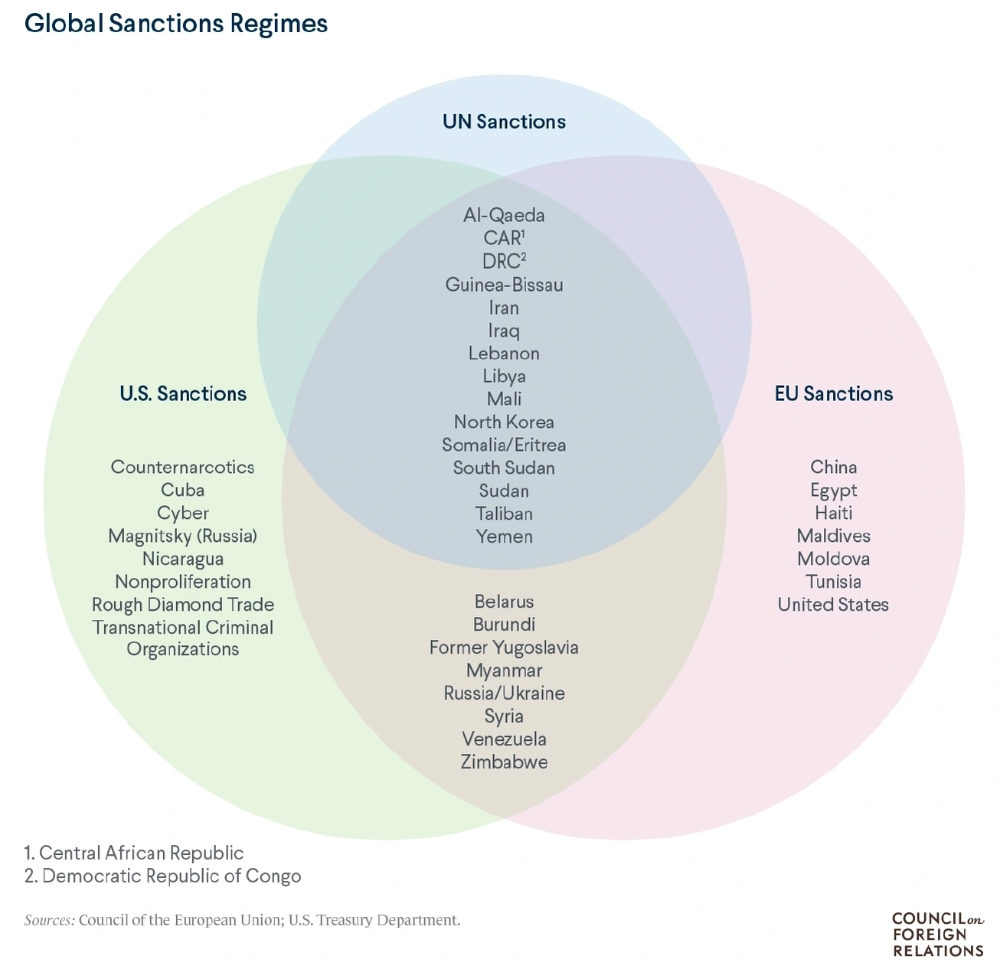 Global Sanctions Regimes
UN Sanctions
Al-Qaeda
CAR¹
DRC²
Guinea-Bissau
Iran
Iraq
Lebanon
Libya
Mali
North Korea
Somalia/Eritrea
South Sudan
Sudan
Taliban
Yemen
U.S. Sanctions
Counternarcotics
Cuba
Cyber
Magnitsky (Russia)
Nicaragua
Nonproliferation
Rough Diamond Trade
Transnational Criminal
Organizations
EU Sanctions
China
Egypt
Haiti
Maldives
Moldova
Tunisia
United States
Belarus
Burundi
Former Yugoslavia
Myanmar
Russia/Ukraine
Syria
Venezuela
Zimbabwe
1. Central African Republic
2. Democratic Republic of Congo
Sources: Council of the European Union; U.S. Treasury Department.
COUNCIL on
FOREIGN
RELATIONS